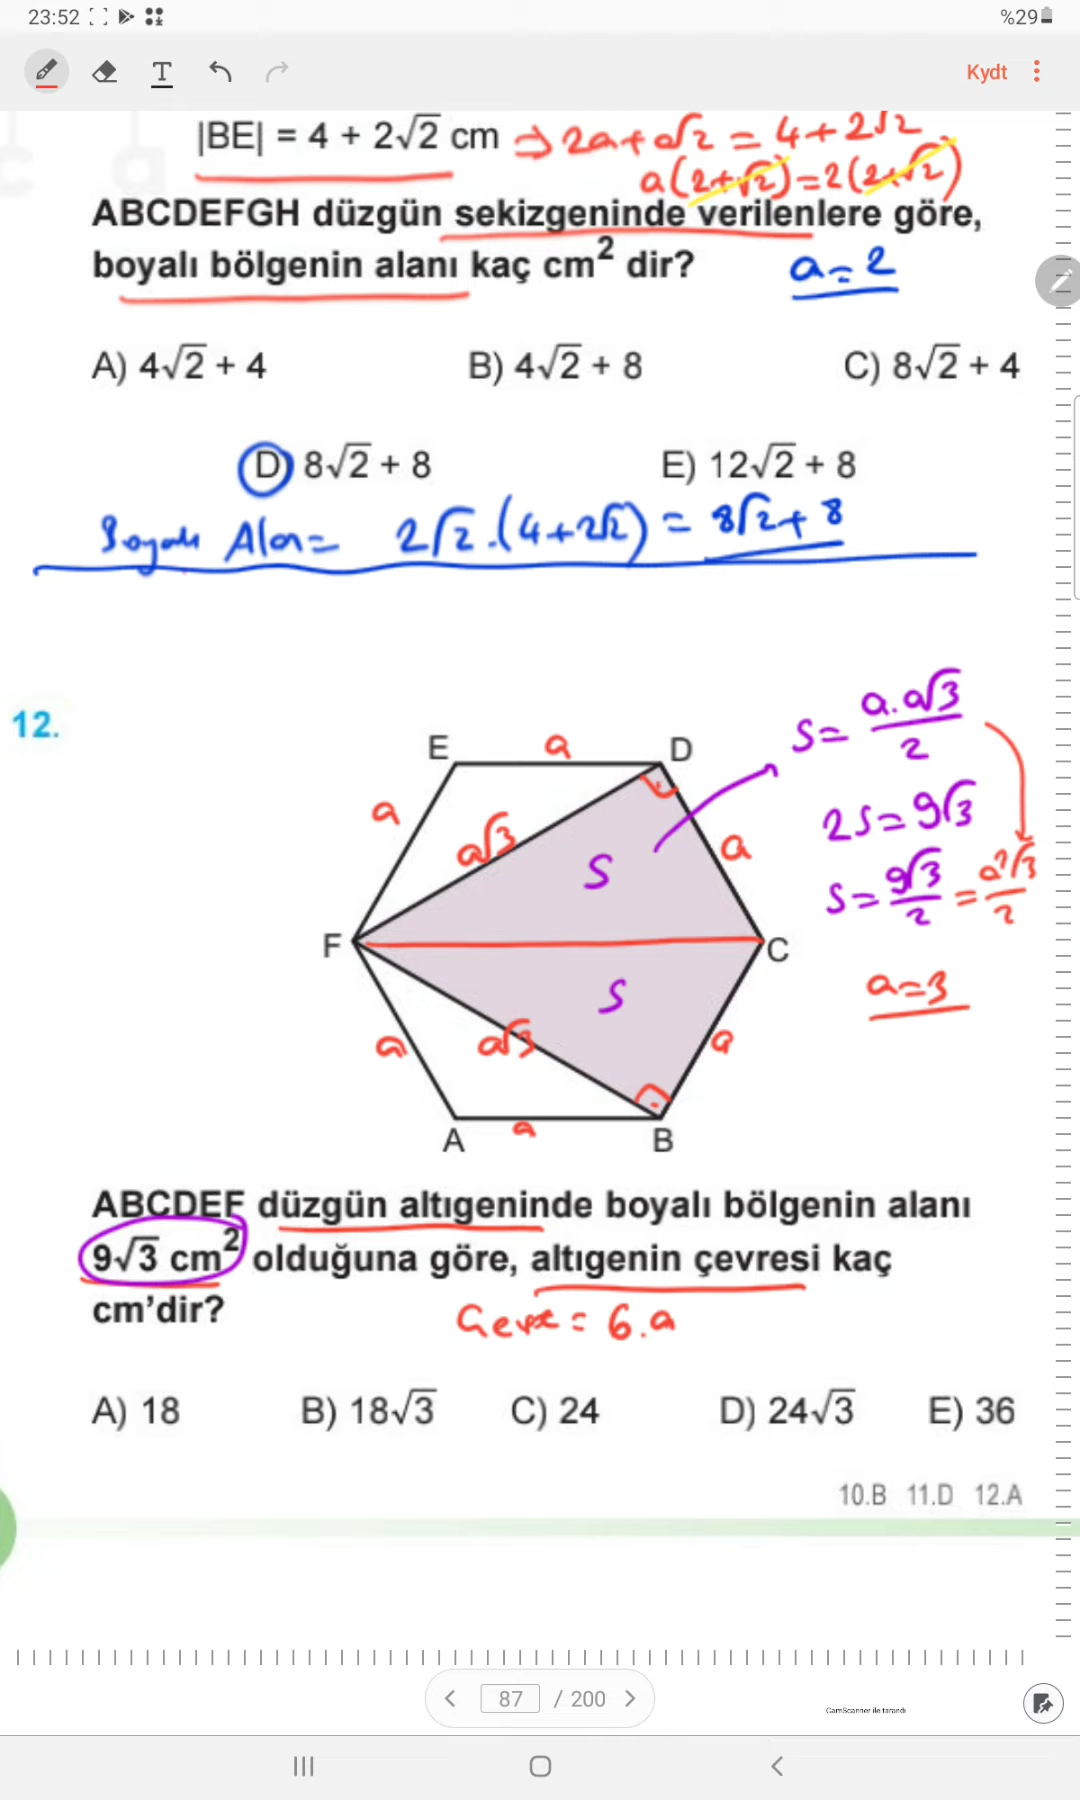 23:52
%29
Kydt
|BE| = 4 + 2√2 cm ⇒ 2a+a√2 = 4+2√2
a(2+√2)=2(2+√2)
ABCDEFGH düzgün sekizgeninde verilenlere göre,
boyalı bölgenin alanı kaç cm² dir? a=2
A) 4√2 + 4 B) 4√2 + 8 C) 8√2 + 4
D) 8√2 + 8 E) 12√2 + 8
Boyalı Alan= 2√2.(4+2√2) = 8√2+8
12.
E a D
S= a.a√3/2
a a√3 S a
2S=9√3
S=9√3/2 = a²√3/2
F C
S
a=3
a a√3 a
A a B
ABCDEF düzgün altıgeninde boyalı bölgenin alanı
9√3 cm² olduğuna göre, altıgenin çevresi kaç
cm'dir? Çevre = 6.a
A) 18 B) 18√3 C) 24 D) 24√3 E) 36
10.B 11.D 12.A
87 / 200
CamScanner ile tarandı